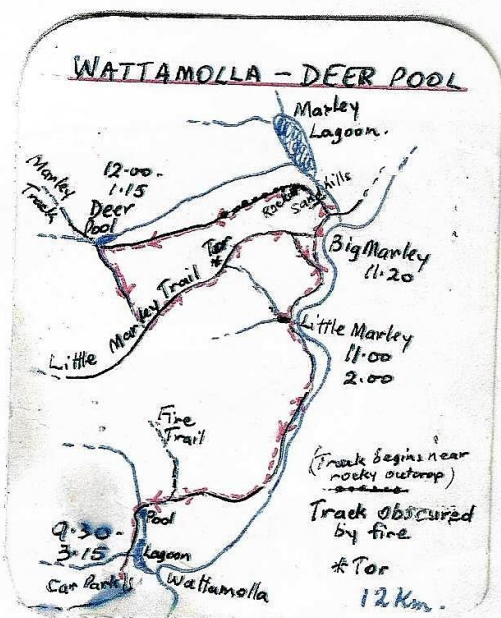 WATTAMOLLA – DEER POOL
Marley
Lagoon.
Marley
Track
12.00.
1.15
Deer
Pool
Rocks
Sandhills
Tor
*
Big Marley
11.20
Little Marley Trail
Little Marley
11.00
2.00
Fire
Trail
(Track begins near
rocky outcrop)
Track obscured
by fire
Pool
9.30-
3.15
Lagoon
Car Park
Wattamolla
* Tor
12 Km.